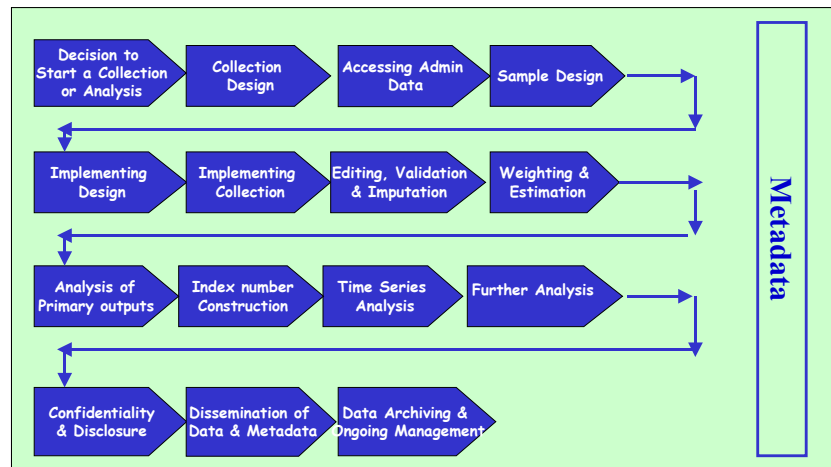 Decision to
Start a Collection
or Analysis
Collection
Design
Accessing Admin
Data
Sample Design
Implementing
Design
Implementing
Collection
Editing, Validation
& Imputation
Weighting &
Estimation
Analysis of
Primary outputs
Index number
Construction
Time Series
Analysis
Further Analysis
Confidentiality
& Disclosure
Dissemination of
Data & Metadata
Data Archiving &
Ongoing Management
Metadata